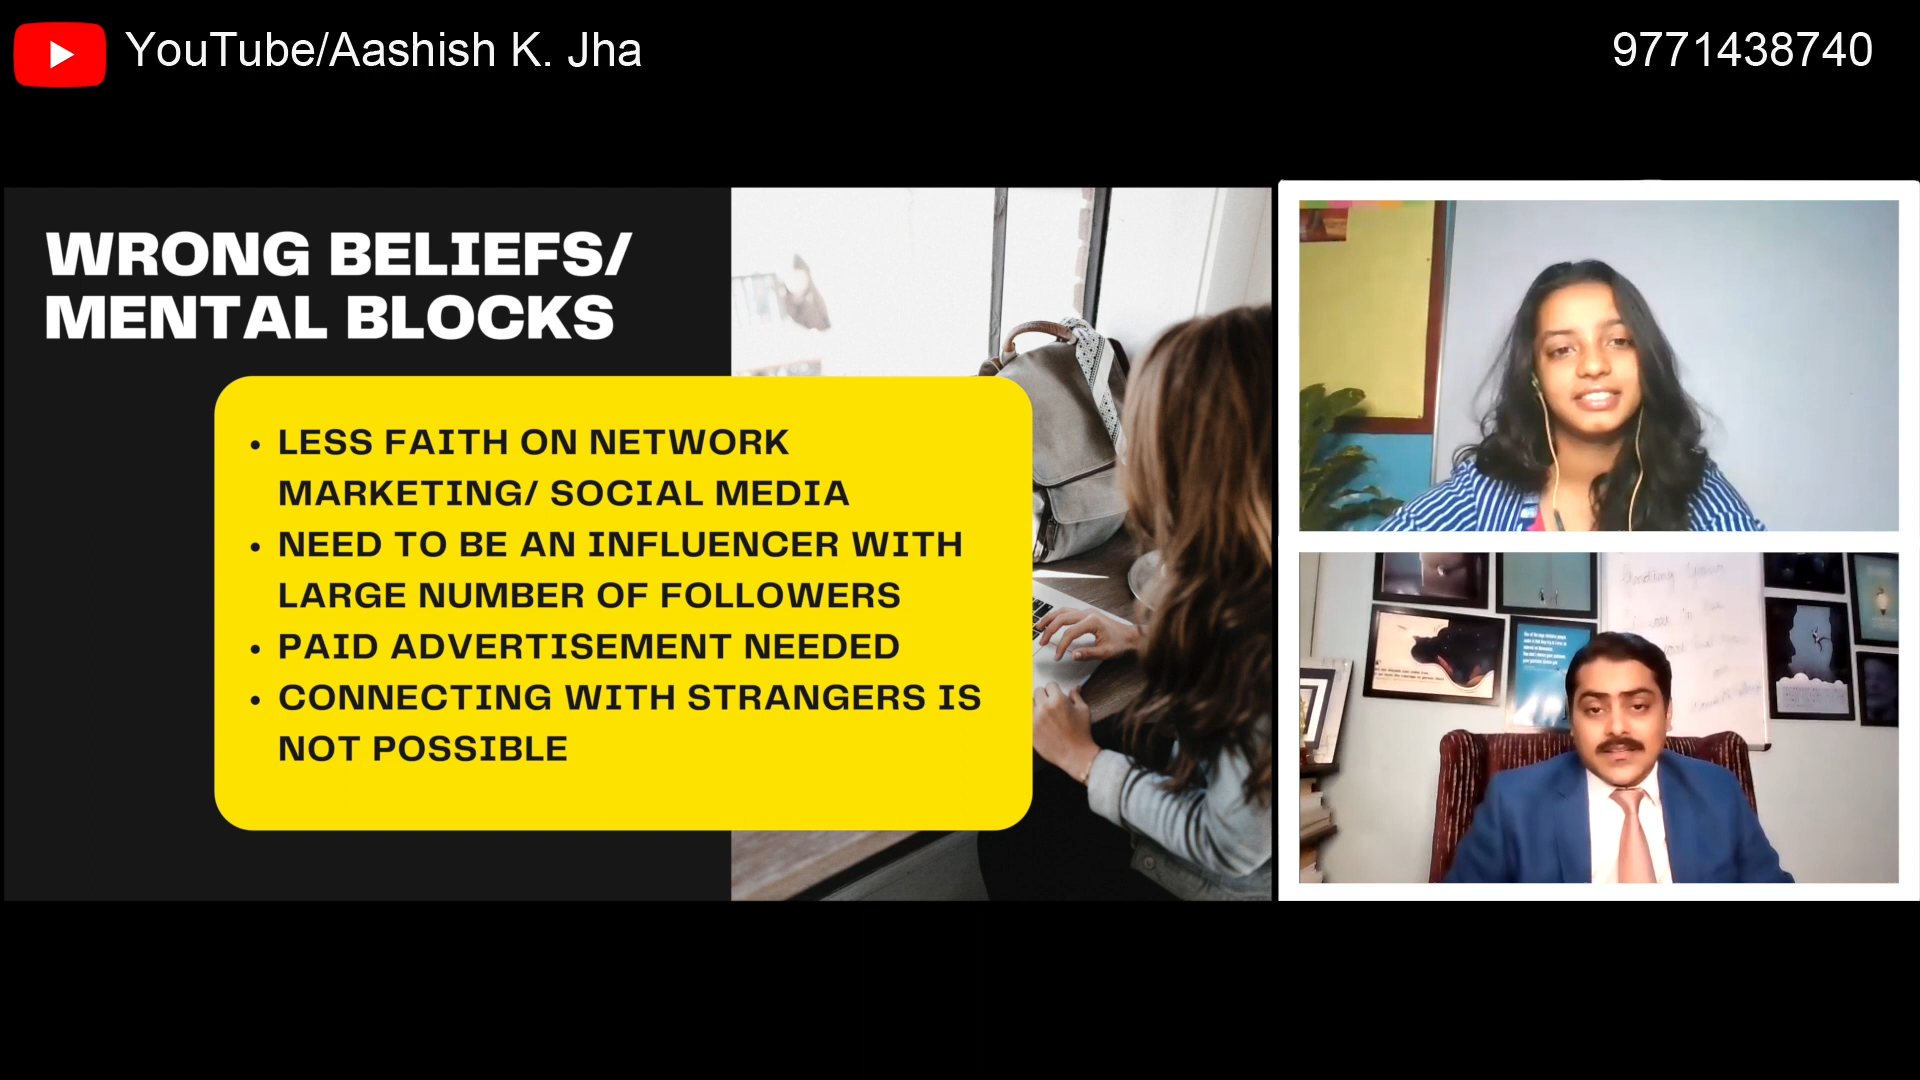 YouTube/Aashish K. Jha
9771438740
WRONG BELIEFS/
MENTAL BLOCKS
• LESS FAITH ON NETWORK
MARKETING/ SOCIAL MEDIA
• NEED TO BE AN INFLUENCER WITH
LARGE NUMBER OF FOLLOWERS
• PAID ADVERTISEMENT NEEDED
• CONNECTING WITH STRANGERS IS
NOT POSSIBLE